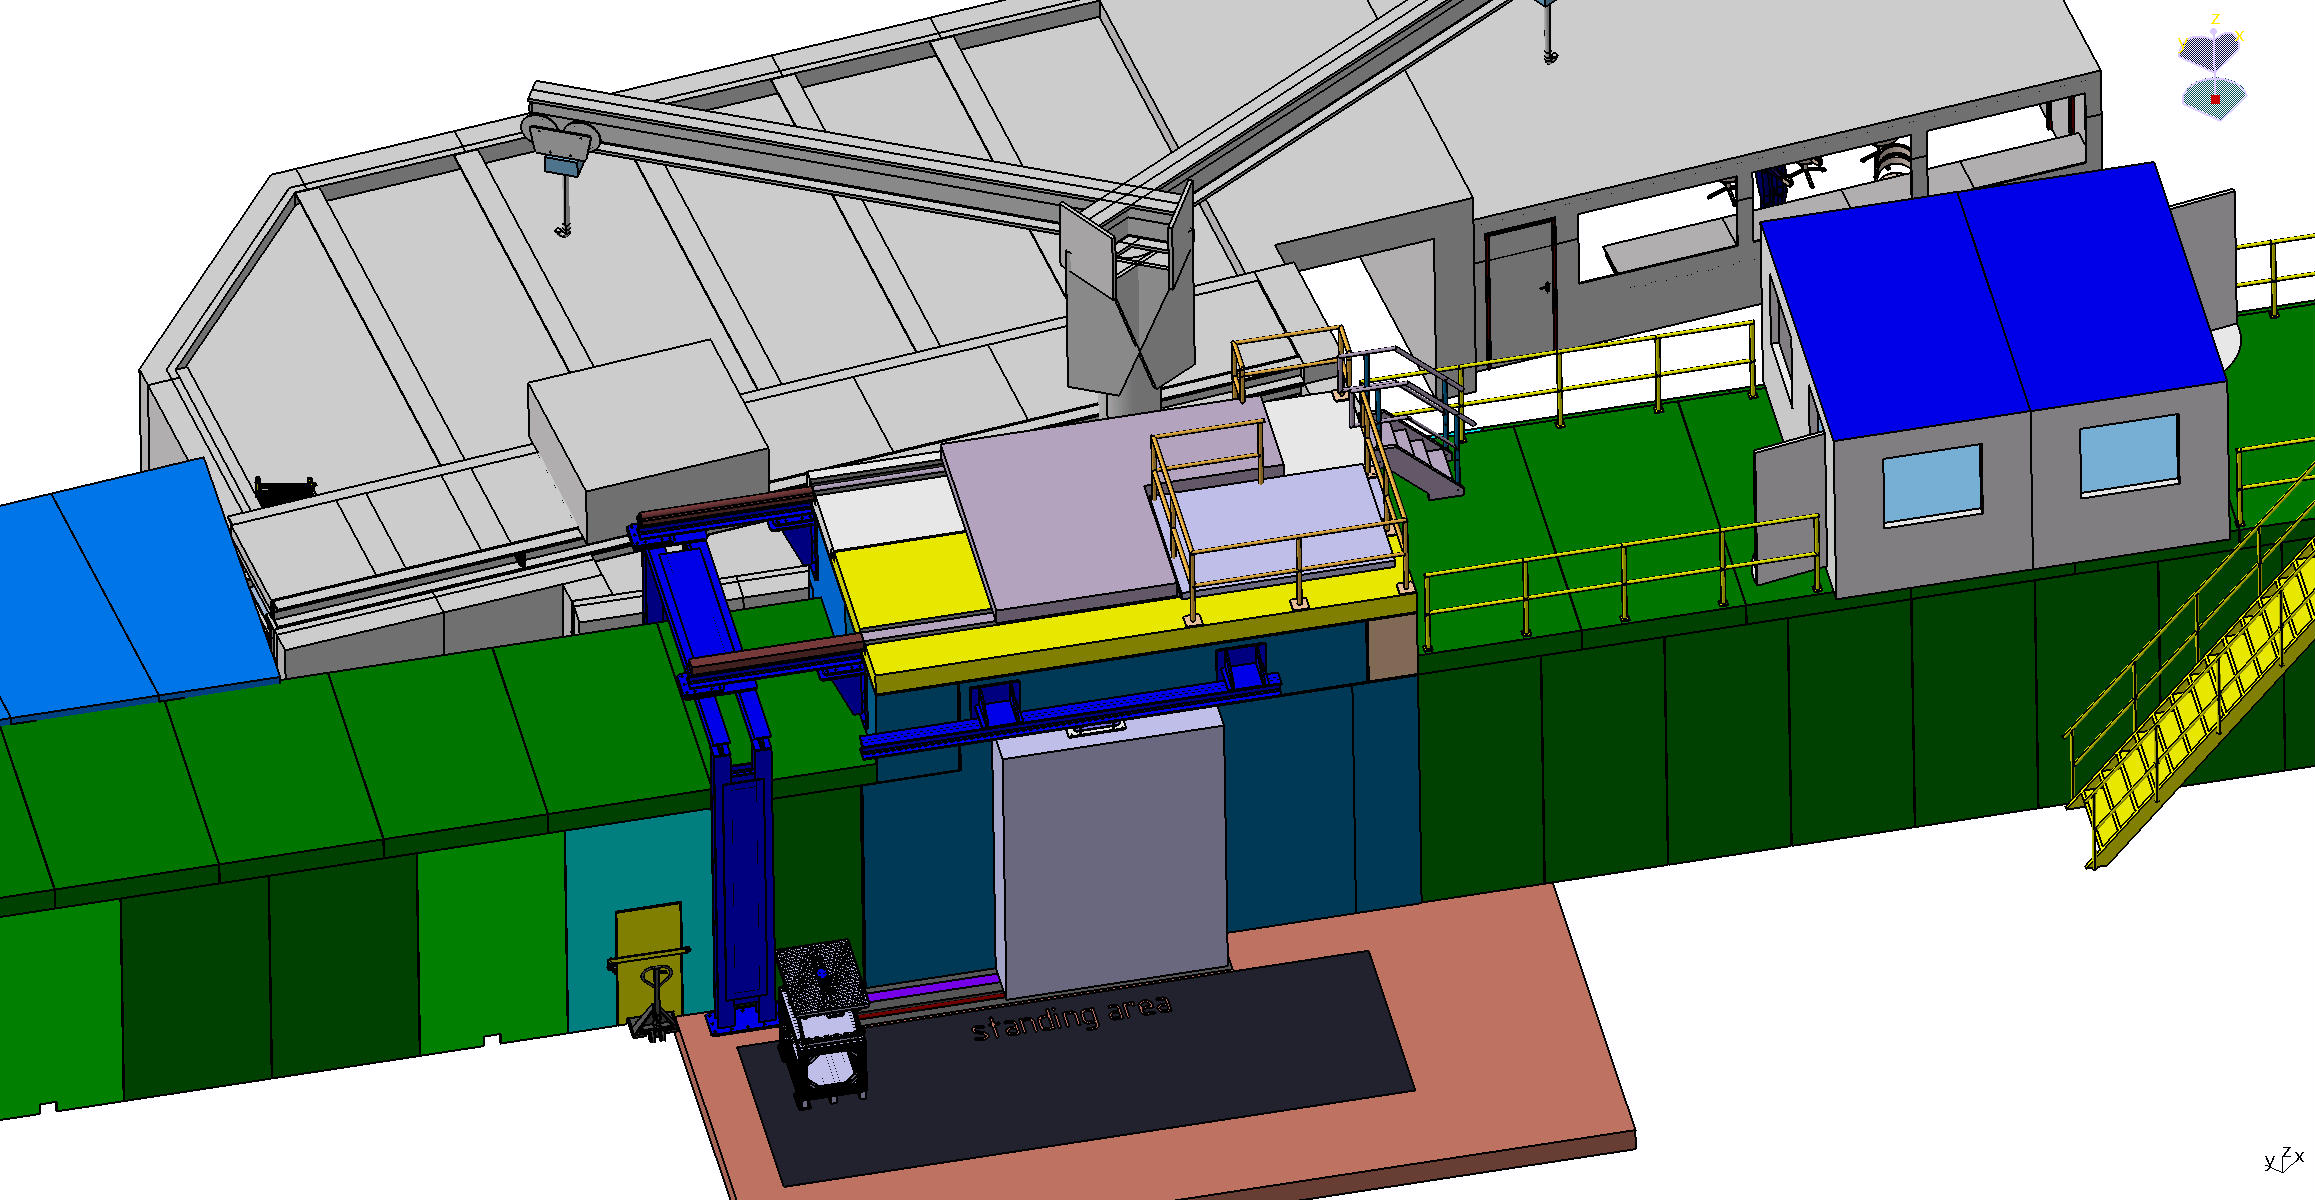 z
y x
standing area
y z x